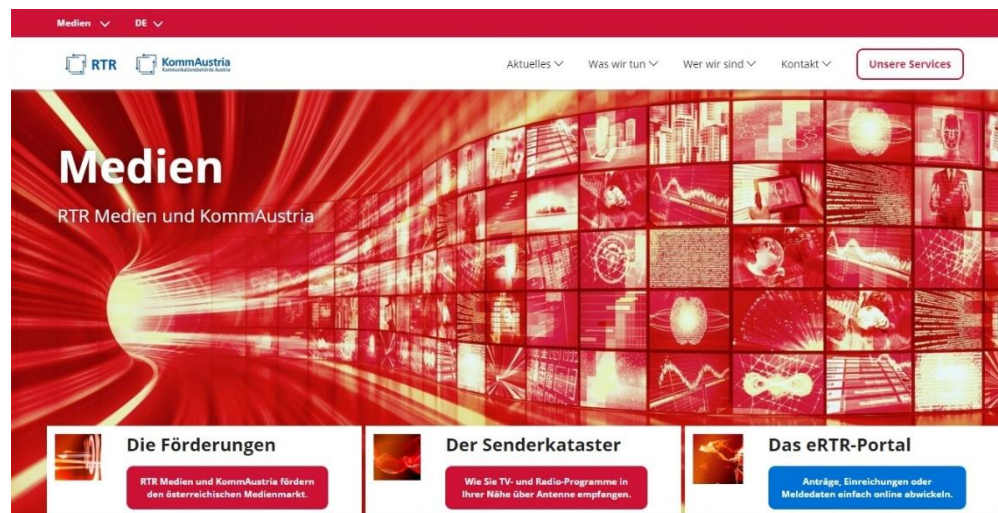 Medien DE
RTR KommAustria
Kommunikationsbehörde Austria
Aktuelles Was wir tun Wer wir sind Kontakt Unsere Services
Medien
RTR Medien und KommAustria
Die Förderungen
RTR Medien und KommAustria fördern
den österreichischen Medienmarkt.
Der Senderkataster
Wie Sie TV- und Radio-Programme in
Ihrer Nähe über Antenne empfangen.
Das eRTR-Portal
Anträge, Einreichungen oder
Meldedaten einfach online abwickeln.